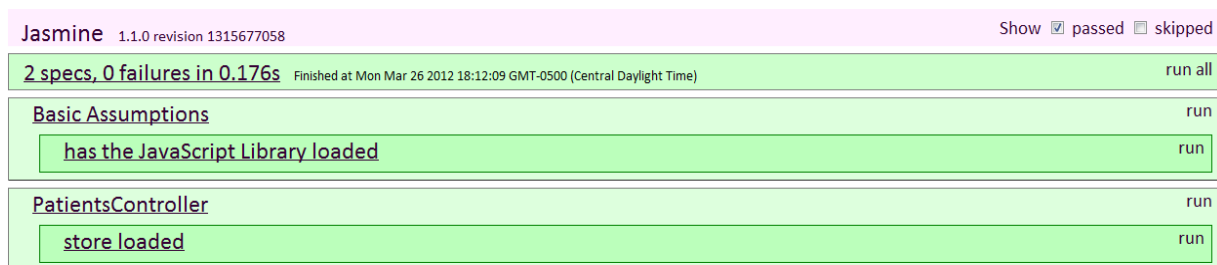 Jasmine 1.1.0 revision 1315677058 Show passed skipped
2 specs, 0 failures in 0.176s Finished at Mon Mar 26 2012 18:12:09 GMT-0500 (Central Daylight Time) run all
Basic Assumptions run
has the JavaScript Library loaded run
PatientsController run
store loaded run